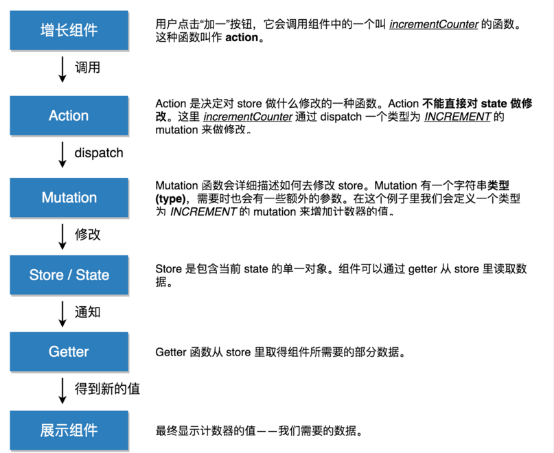 增长组件
用户点击“加一”按钮，它会调用组件中的一个叫 incrementCounter 的函数。
这种函数叫作 action。
调用
Action
Action 是决定对 store 做什么修改的一种函数。Action 不能直接对 state 做修
改。这里 incrementCounter 通过 dispatch 一个类型为 INCREMENT 的
mutation 来做修改。
dispatch
Mutation
Mutation 函数会详细描述如何去修改 store。Mutation 有一个字符串类型
(type)，需要时也会有一些额外的参数。在这个例子里我们会定义一个类型
为 INCREMENT 的 mutation 来增加计数器的值。
修改
Store / State
Store 是包含当前 state 的单一对象。组件可以通过 getter 从 store 里读取数
据。
通知
Getter
Getter 函数从 store 里取得组件所需要的部分数据。
得到新的值
展示组件
最终显示计数器的值——我们需要的数据。